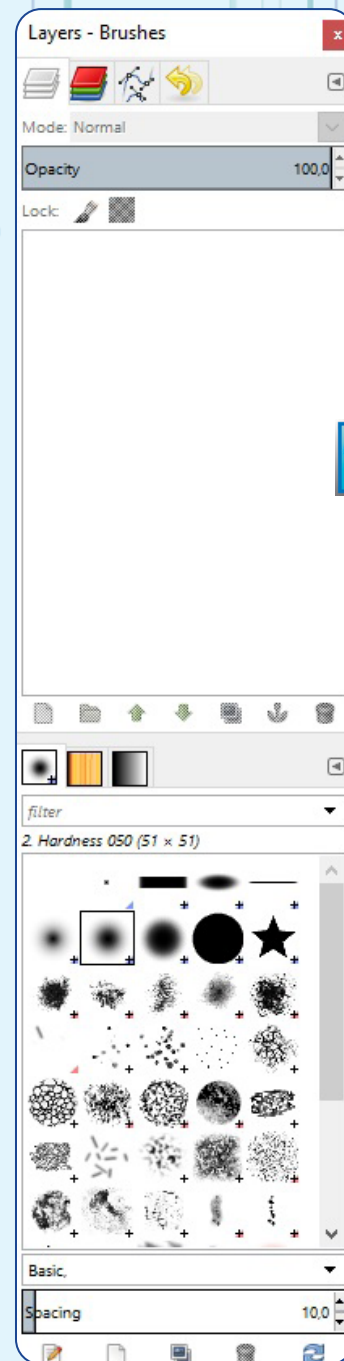 Layers - Brushes
x
Mode: Normal
Opacity 100,0
Lock:
filter
2. Hardness 050 (51 × 51)
Basic,
Spacing 10,0